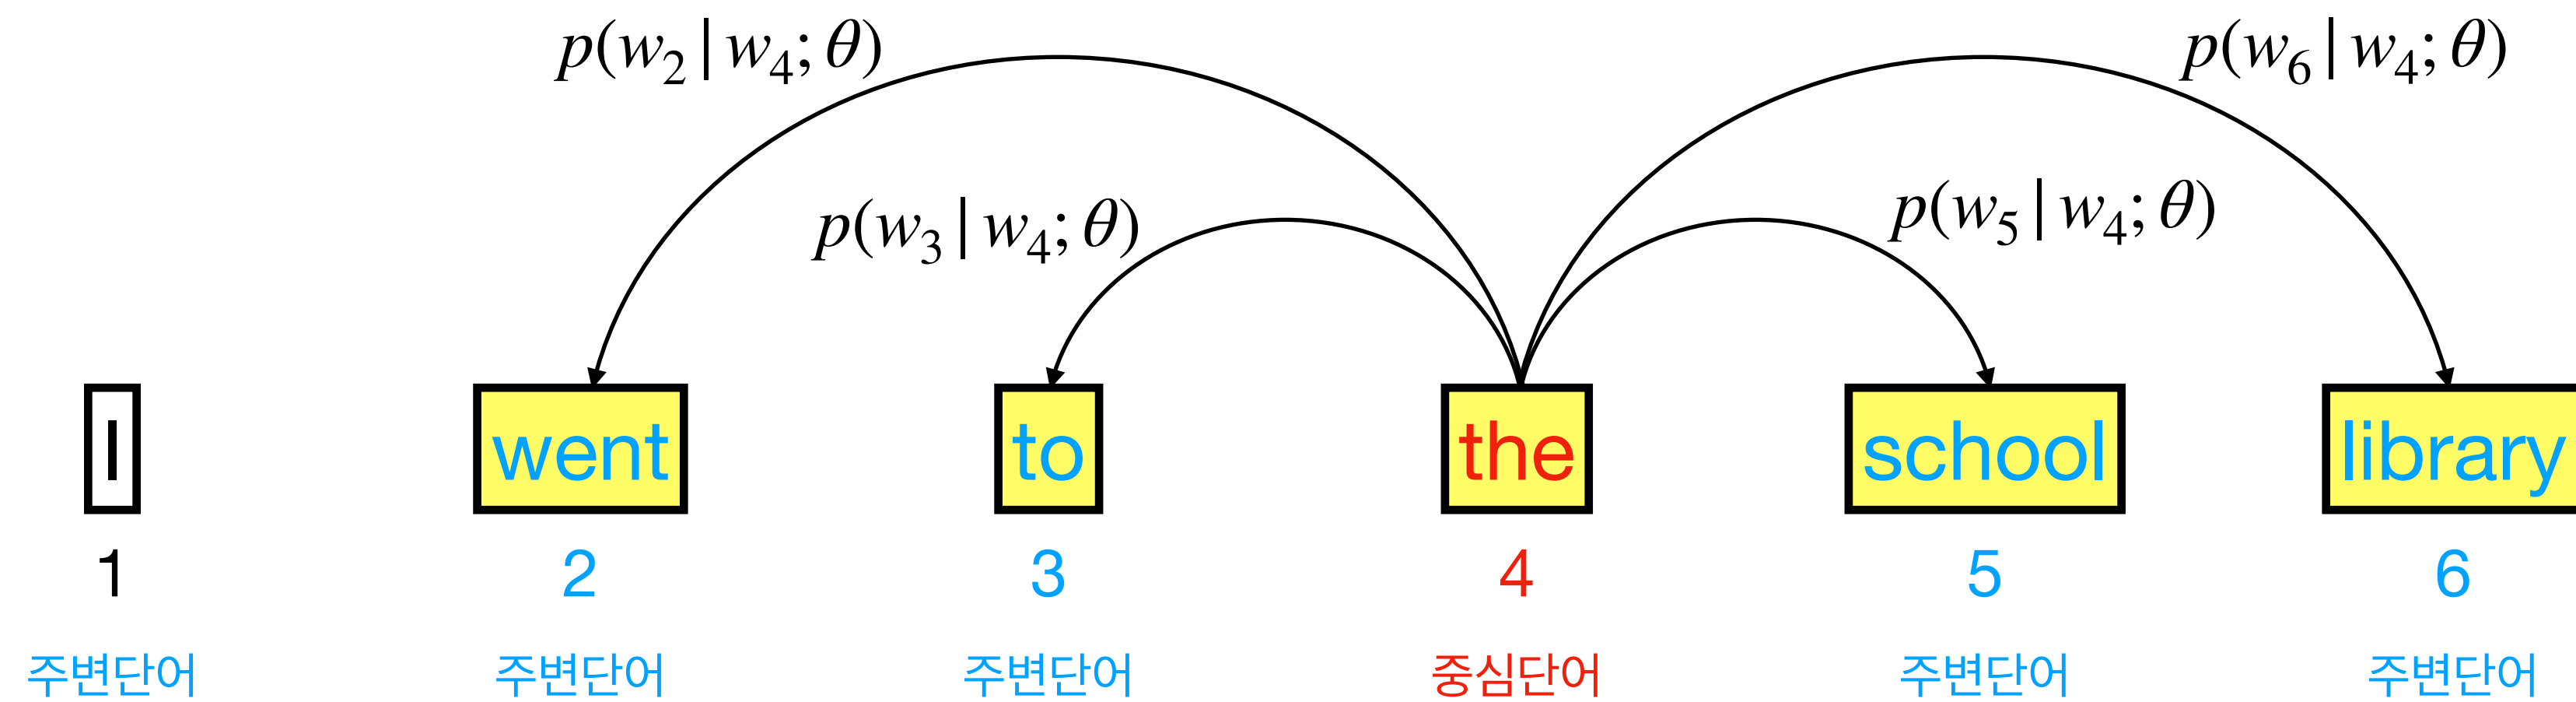 p(w₂ | w₄; θ) p(w₆ | w₄; θ)
p(w₃ | w₄; θ) p(w₅ | w₄; θ)
I went to the school library
1 2 3 4 5 6
주변단어 주변단어 주변단어 중심단어 주변단어 주변단어